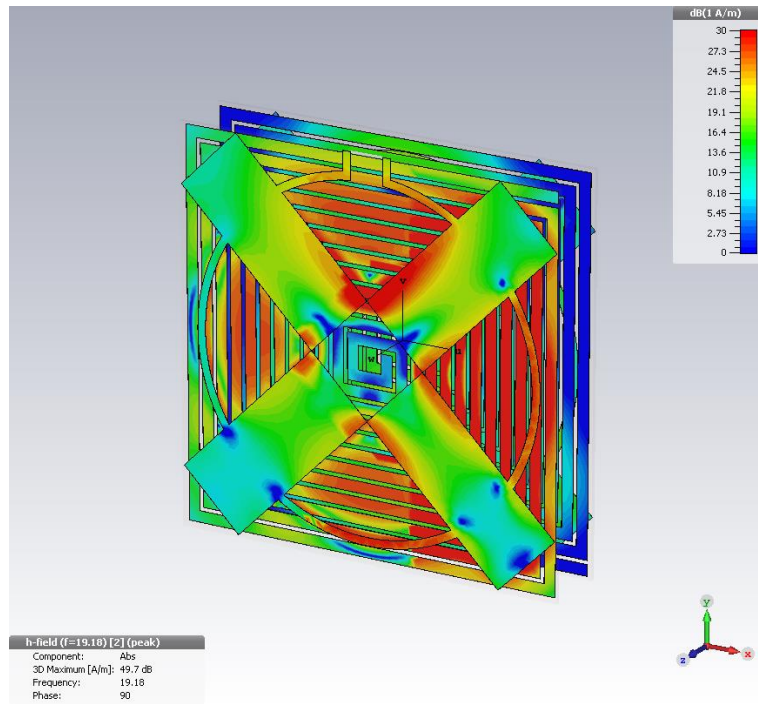 dB(1 A/m)
30
27.3
24.5
21.8
19.1
16.4
13.6
10.9
8.18
5.45
2.73
0
v
u
w
y
x
z
h-field (f=19.18) [2] (peak)
Component: Abs
3D Maximum [A/m]: 49.7 dB
Frequency: 19.18
Phase: 90